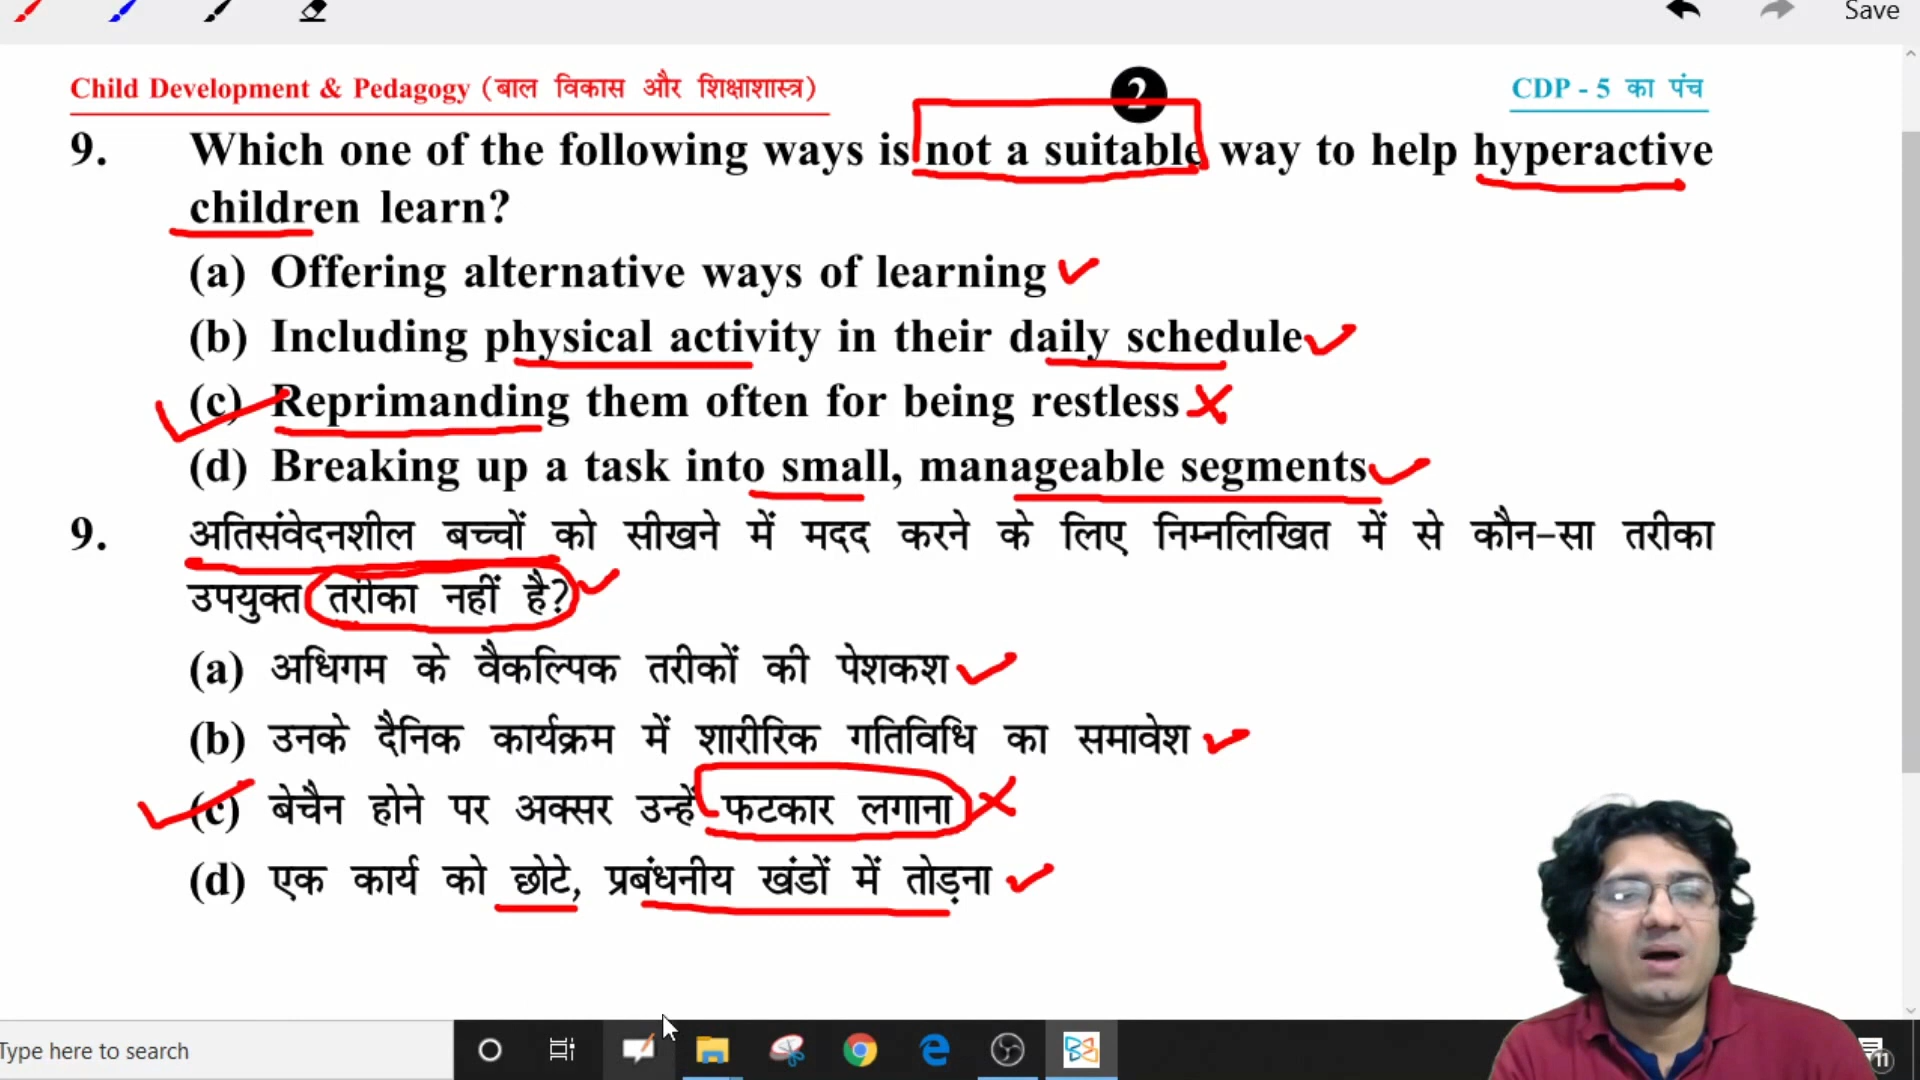 Save
Child Development & Pedagogy (बाल विकास और शिक्षाशास्त्र)
2
CDP - 5 का पंच
9. Which one of the following ways is not a suitable way to help hyperactive
children learn?
(a) Offering alternative ways of learning
(b) Including physical activity in their daily schedule
(c) Reprimanding them often for being restless
(d) Breaking up a task into small, manageable segments
9. अतिसंवेदनशील बच्चों को सीखने में मदद करने के लिए निम्नलिखित में से कौन-सा तरीका
उपयुक्त तरीका नहीं है?
(a) अधिगम के वैकल्पिक तरीकों की पेशकश
(b) उनके दैनिक कार्यक्रम में शारीरिक गतिविधि का समावेश
(c) बेचैन होने पर अक्सर उन्हें फटकार लगाना
(d) एक कार्य को छोटे, प्रबंधनीय खंडों में तोड़ना
Type here to search
11